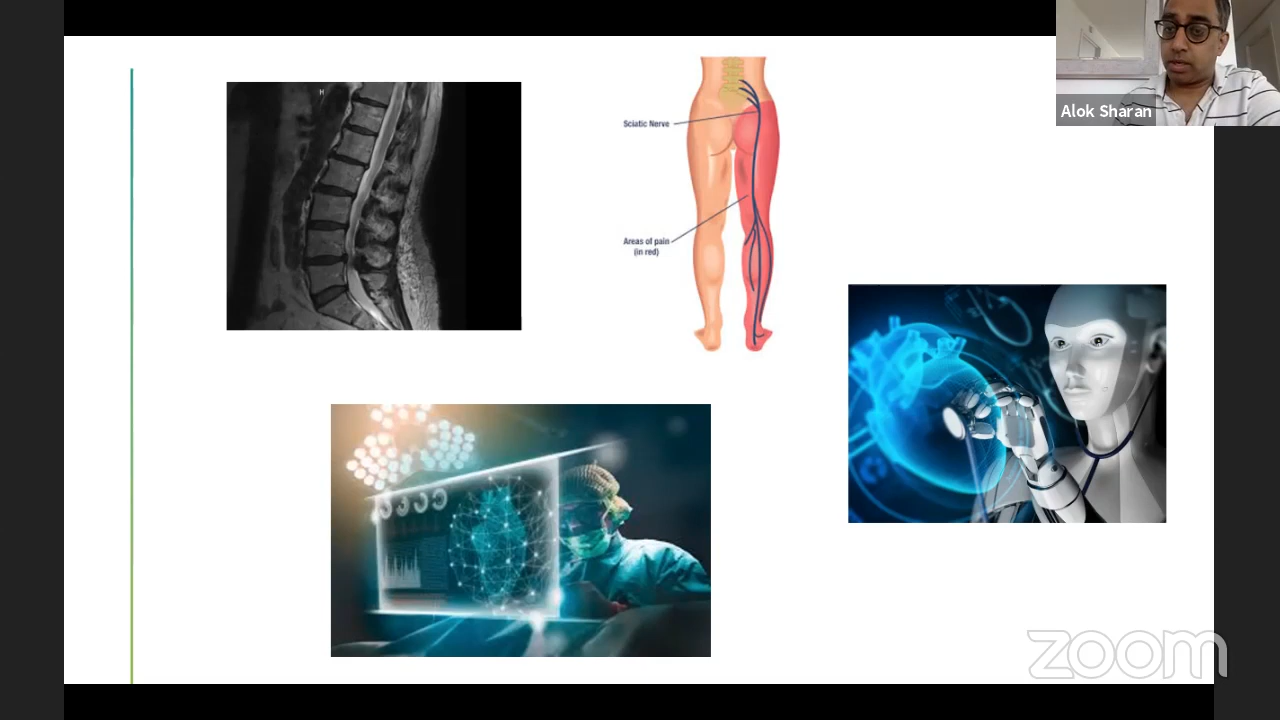 H
Sciatic Nerve
Areas of pain
(in red)
Alok Sharan
zoom